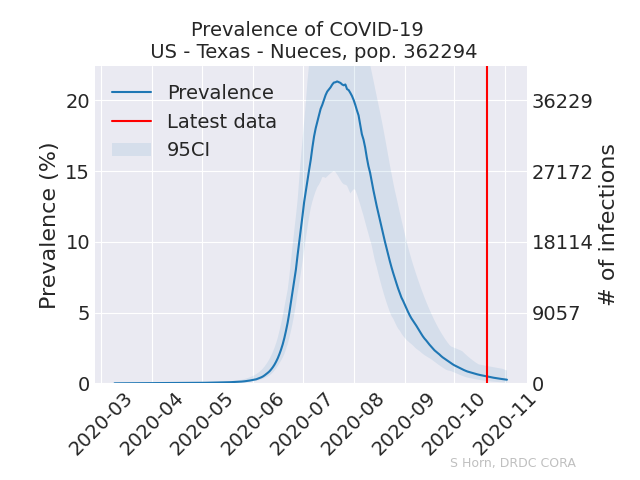 Prevalence of COVID-19
US - Texas - Nueces, pop. 362294
Prevalence
Latest data
95CI
Prevalence (%)
20
15
10
5
0
36229
27172
18114
9057
0
# of infections
2020-03
2020-04
2020-05
2020-06
2020-07
2020-08
2020-09
2020-10
2020-11
S Horn, DRDC CORA